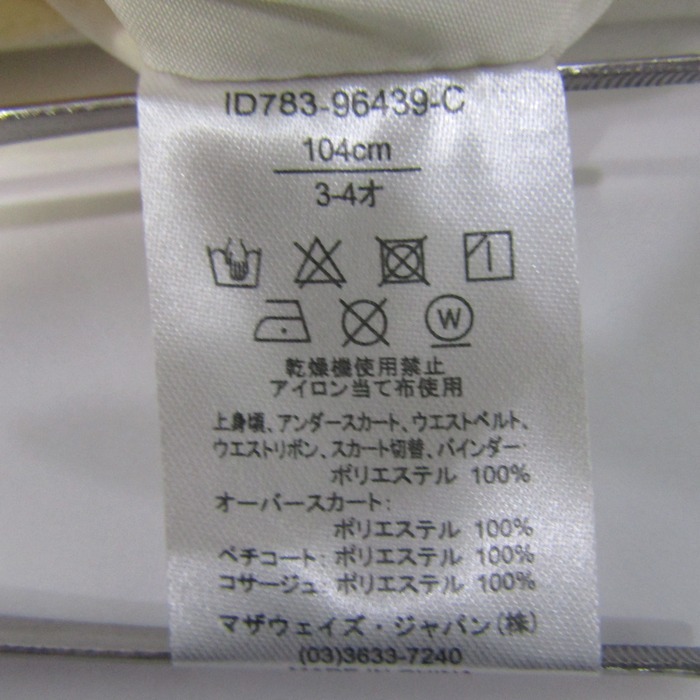 ID783-96439-C
104cm
3-4才
W
乾燥機使用禁止
アイロン当て布使用
上身頃、アンダースカート、ウエストベルト、
ウエストリボン、スカート切替、バインダー:
ポリエステル 100%
オーバースカート:
ポリエステル 100%
ペチコート: ポリエステル 100%
コサージュ: ポリエステル 100%
マザウェイズ・ジャパン(株)
(03)3633-7240
MADE IN CHINA